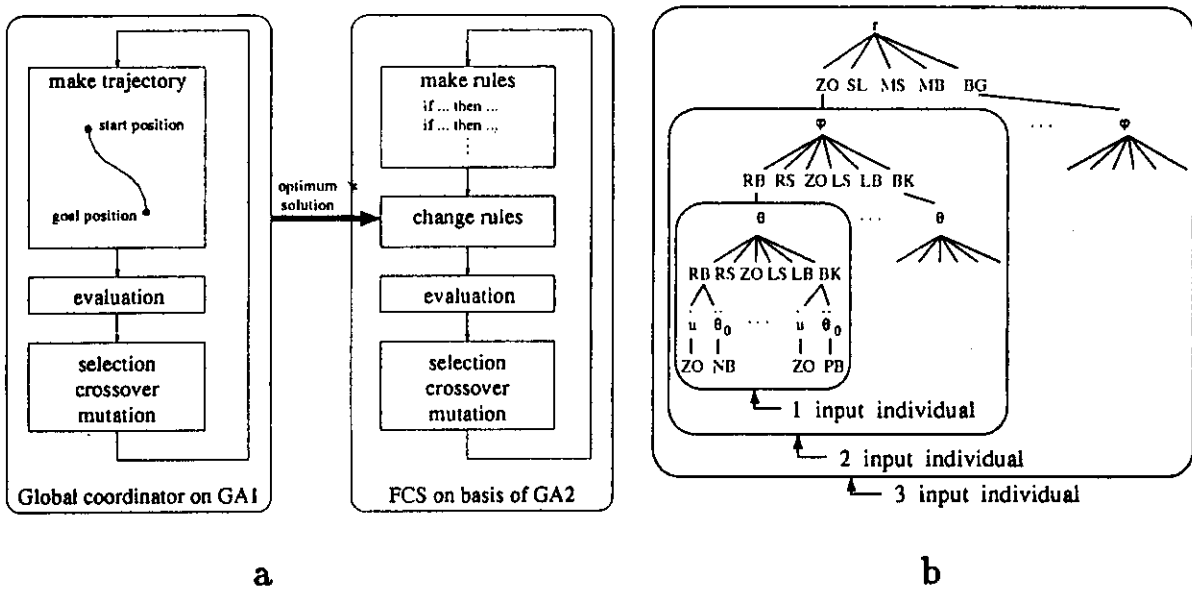 make trajectory
start position
goal position
evaluation
selection
crossover
mutation
Global coordinator on GA1
optimum
solution
make rules
if ... then ...
if ... then ...
⋮
change rules
evaluation
selection
crossover
mutation
FCS on basis of GA2
a
r
ZO SL MS MB BG
φ ... φ
RB RS ZO LS LB BK
θ ... θ
RB RS ZO LS LB BK
u̇ θ̈₀ ... u̇ θ̈₀
ZO NB ZO PB
1 input individual
2 input individual
3 input individual
b